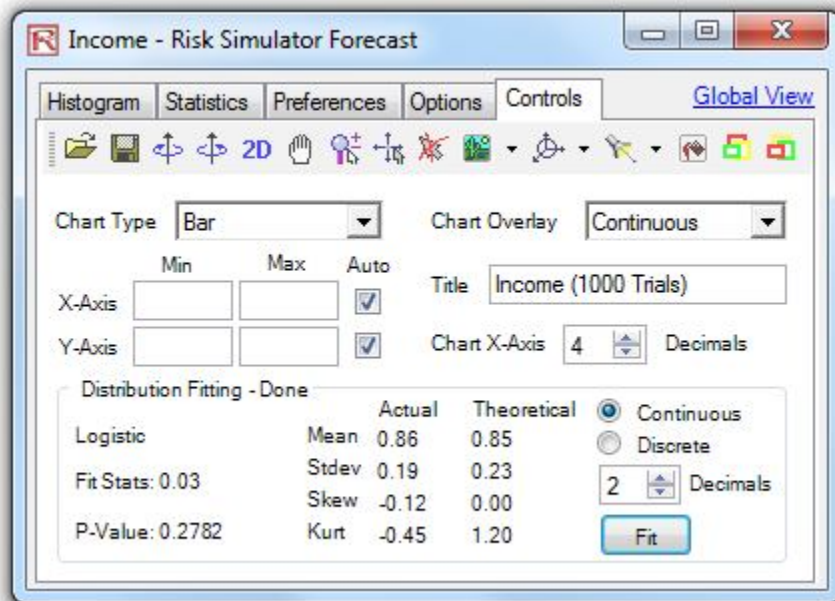 Income - Risk Simulator Forecast
Histogram Statistics Preferences Options Controls Global View
2D
Chart Type Bar Chart Overlay Continuous
Min Max Auto
Title Income (1000 Trials)
X-Axis
Y-Axis Chart X-Axis 4 Decimals
Distribution Fitting - Done
Actual Theoretical Continuous
Logistic Mean 0.86 0.85
Discrete
Fit Stats: 0.03 Stdev 0.19 0.23
2 Decimals
Skew -0.12 0.00
P-Value: 0.2782 Kurt -0.45 1.20 Fit